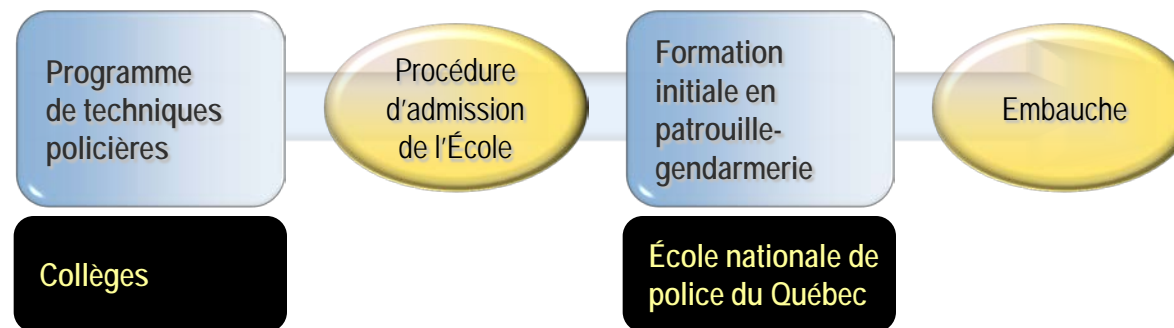 Programme
de techniques
policières
Procédure
d'admission
de l'École
Formation
initiale en
patrouille-
gendarmerie
Embauche
Collèges
École nationale de
police du Québec